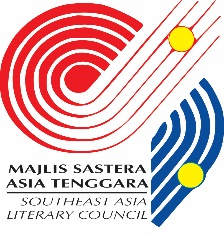 MAJLIS SASTERA
ASIA TENGGARA
SOUTHEAST ASIA
LITERARY COUNCIL